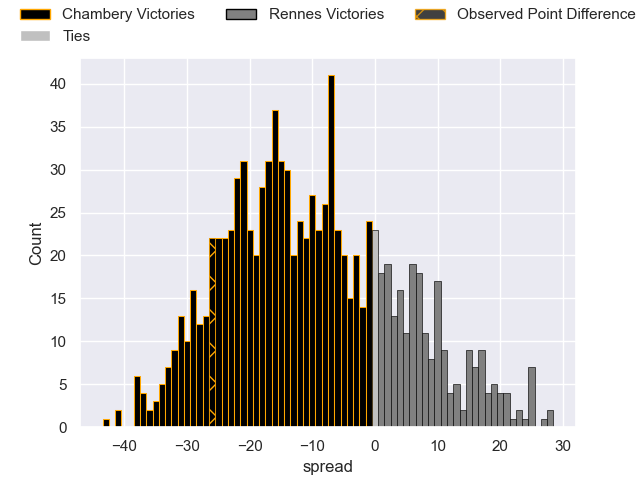 Chambery Victories Rennes Victories Observed Point Difference
Ties
40
35
30
25
20
15
10
5
0
Count
−40 −30 −20 −10 0 10 20 30
spread